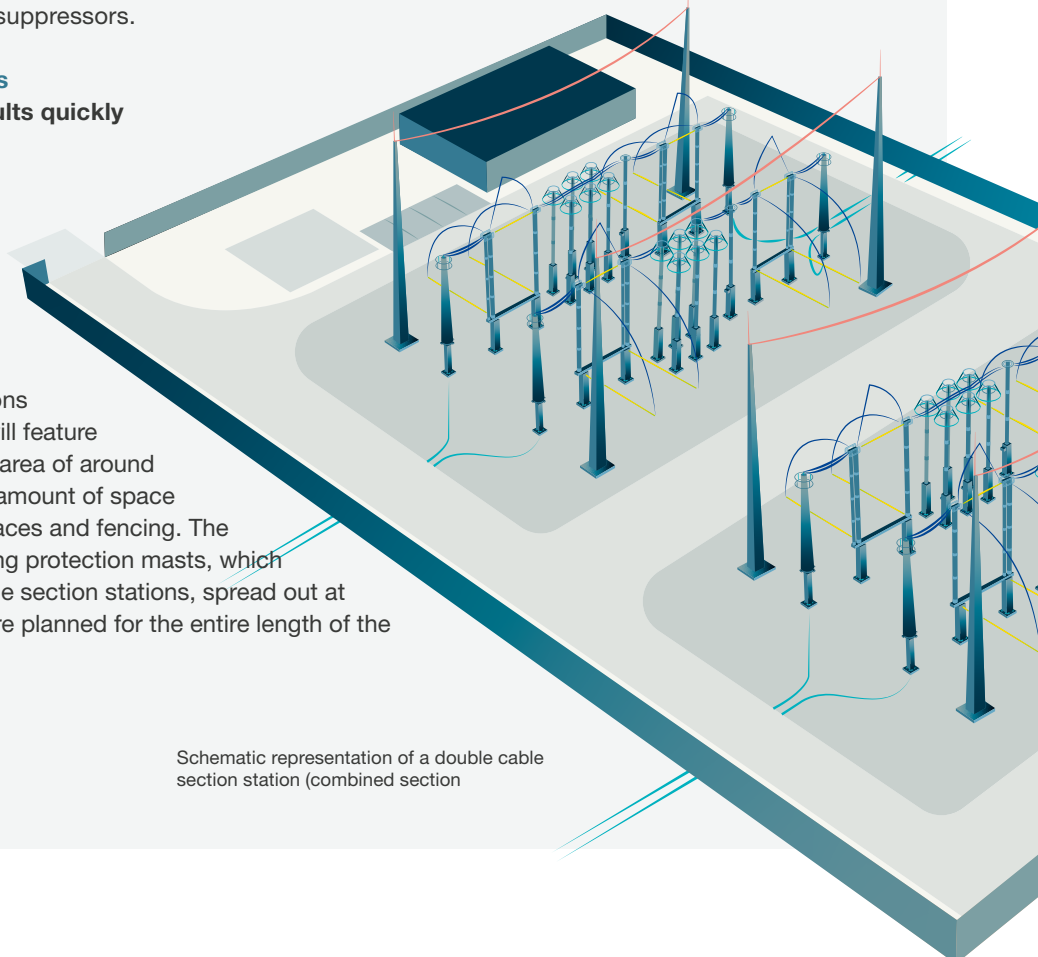 suppressors.
s
ults quickly
ons
ill feature
area of around
amount of space
aces and fencing. The
ng protection masts, which
e section stations, spread out at
re planned for the entire length of the
Schematic representation of a double cable
section station (combined section